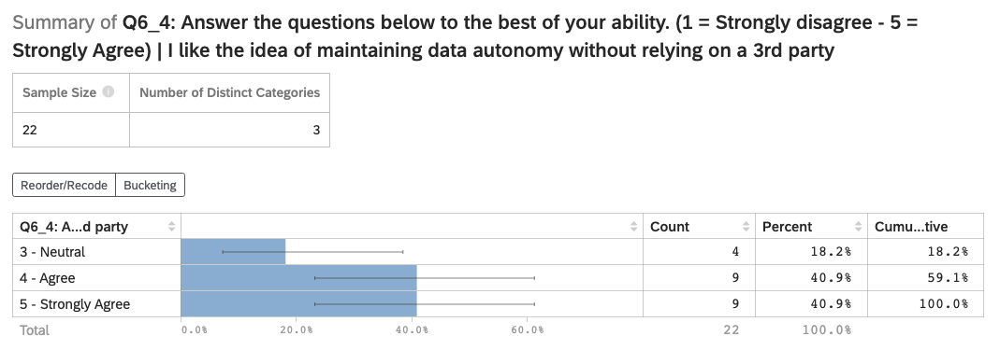 Summary of Q6_4: Answer the questions below to the best of your ability. (1 = Strongly disagree - 5 =
Strongly Agree) | I like the idea of maintaining data autonomy without relying on a 3rd party
Sample Size Number of Distinct Categories
22 3
Reorder/Recode Bucketing
Q6_4: A...d party Count Percent Cumu...tive
3 - Neutral 4 18.2% 18.2%
4 - Agree 9 40.9% 59.1%
5 - Strongly Agree 9 40.9% 100.0%
Total 0.0% 20.0% 40.0% 60.0% 22 100.0%